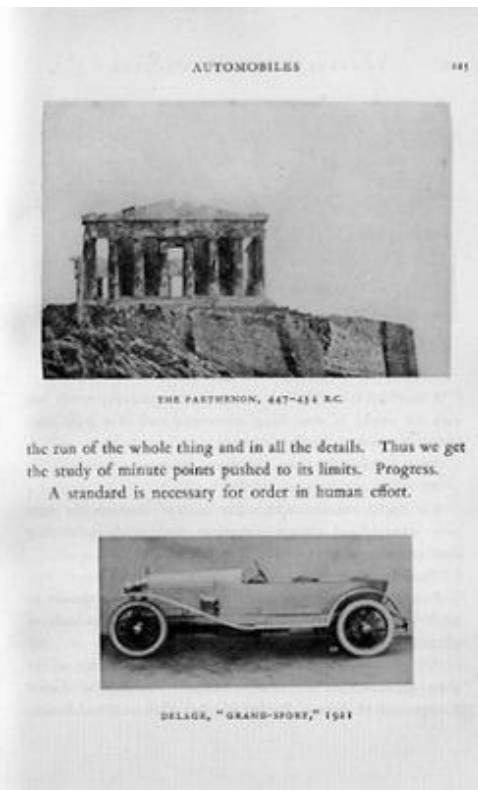 AUTOMOBILES 125
THE PARTHENON, 447–434 B.C.
the run of the whole thing and in all the details. Thus we get
the study of minute points pushed to its limits. Progress.
A standard is necessary for order in human effort.
DELAGE, "GRAND-SPORT," 1921